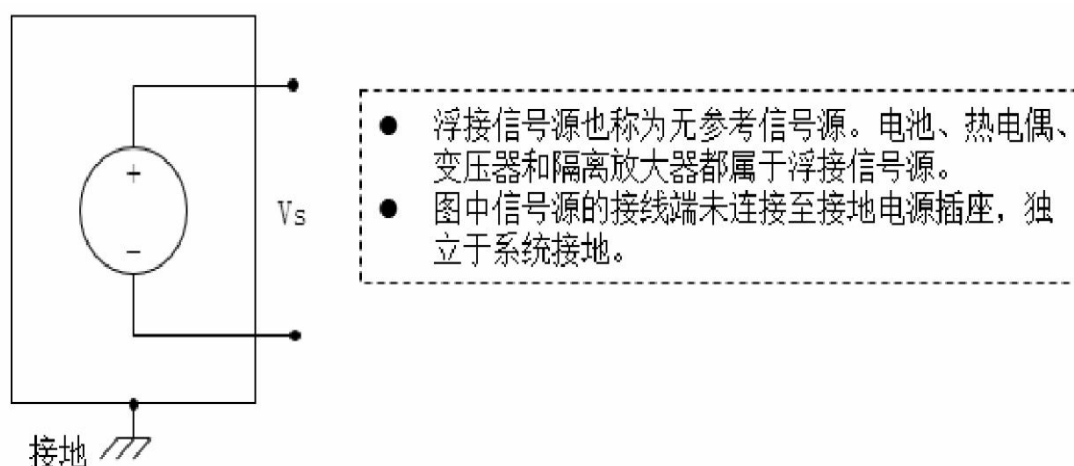 +
−
Vs
接地
● 浮接信号源也称为无参考信号源。电池、热电偶、
变压器和隔离放大器都属于浮接信号源。
● 图中信号源的接线端未连接至接地电源插座，独
立于系统接地。